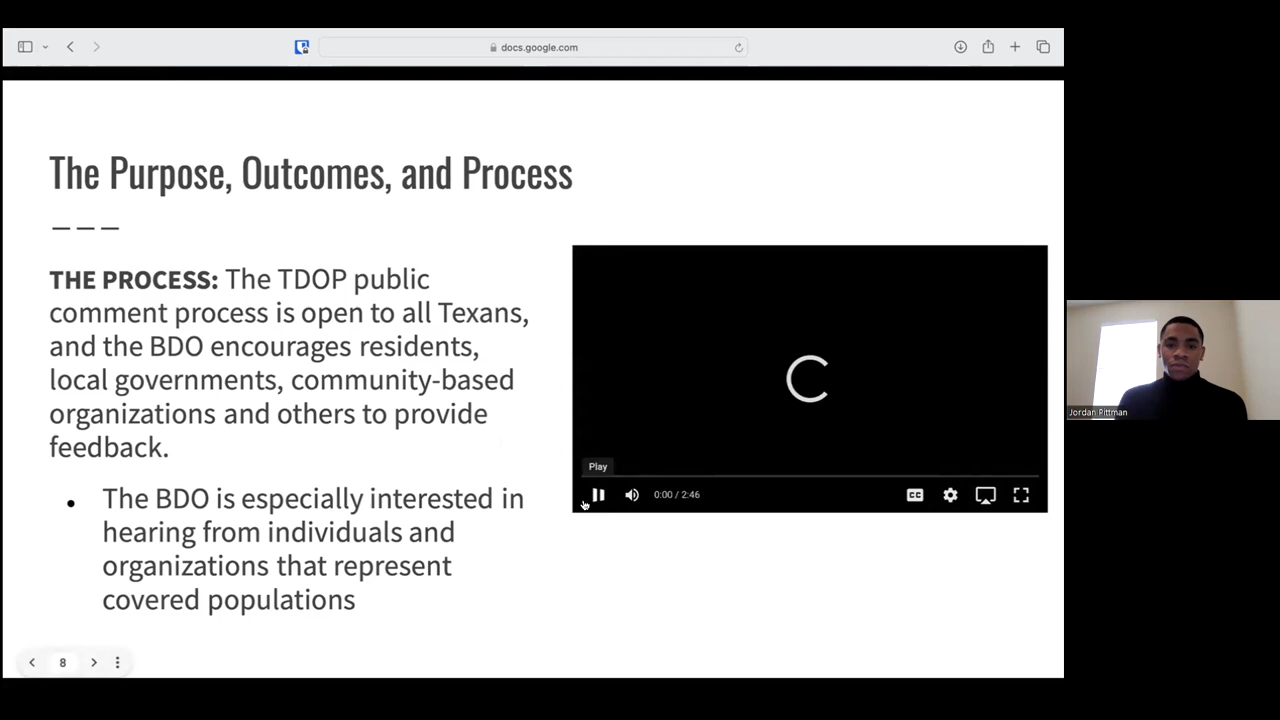 docs.google.com
The Purpose, Outcomes, and Process
THE PROCESS: The TDOP public
comment process is open to all Texans,
and the BDO encourages residents,
local governments, community-based
organizations and others to provide
feedback.
● The BDO is especially interested in
hearing from individuals and
organizations that represent
covered populations
Play
0:00 / 2:46
CC
Jordan Pittman
8